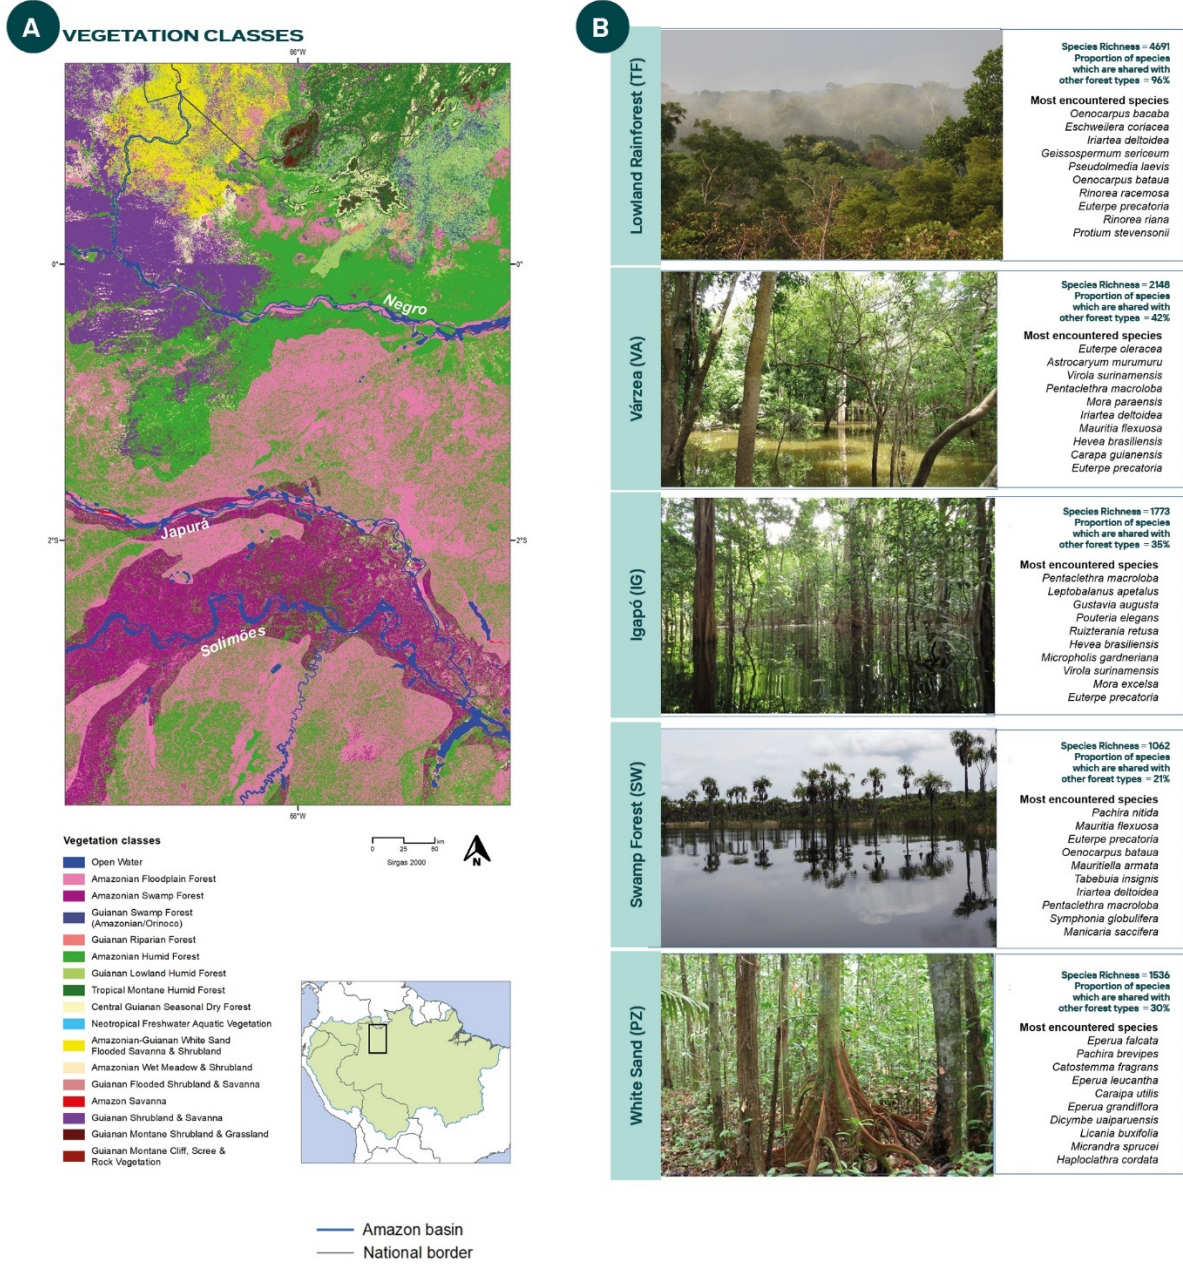 A
VEGETATION CLASSES
66°W
0°
0°
Negro
Japurá
2°S
2°S
Solimões
66°W
Vegetation classes
Open Water
Amazonian Floodplain Forest
Amazonian Swamp Forest
Guianan Swamp Forest
(Amazonian/Orinoco)
Guianan Riparian Forest
Amazonian Humid Forest
Guianan Lowland Humid Forest
Tropical Montane Humid Forest
Central Guianan Seasonal Dry Forest
Neotropical Freshwater Aquatic Vegetation
Amazonian-Guianan White Sand
Flooded Savanna & Shrubland
Amazonian Wet Meadow & Shrubland
Guianan Flooded Shrubland & Savanna
Amazon Savanna
Guianan Shrubland & Savanna
Guianan Montane Shrubland & Grassland
Guianan Montane Cliff, Scree &
Rock Vegetation
0 25 50 km
Sirgas 2000
N
Amazon basin
National border
B
Lowland Rainforest (TF)
Species Richness = 4691
Proportion of species
which are shared with
other forest types = 96%
Most encountered species
Oenocarpus bacaba
Eschweilera coriacea
Iriartea deltoidea
Geissospermum sericeum
Pseudolmedia laevis
Oenocarpus bataua
Rinorea racemosa
Euterpe precatoria
Rinorea riana
Protium stevensonii
Várzea (VA)
Species Richness = 2148
Proportion of species
which are shared with
other forest types = 42%
Most encountered species
Euterpe oleracea
Astrocaryum murumuru
Virola surinamensis
Pentaclethra macroloba
Mora paraensis
Iriartea deltoidea
Mauritia flexuosa
Hevea brasiliensis
Carapa guianensis
Euterpe precatoria
Igapó (IG)
Species Richness = 1773
Proportion of species
which are shared with
other forest types = 35%
Most encountered species
Pentaclethra macroloba
Leptobalanus apetalus
Gustavia augusta
Pouteria elegans
Ruizterania retusa
Hevea brasiliensis
Micropholis gardneriana
Virola surinamensis
Mora excelsa
Euterpe precatoria
Swamp Forest (SW)
Species Richness = 1062
Proportion of species
which are shared with
other forest types = 21%
Most encountered species
Pachira nitida
Mauritia flexuosa
Euterpe precatoria
Oenocarpus bataua
Mauritiella armata
Tabebuia insignis
Iriartea deltoidea
Pentaclethra macroloba
Symphonia globulifera
Manicaria saccifera
White Sand (PZ)
Species Richness = 1536
Proportion of species
which are shared with
other forest types = 30%
Most encountered species
Eperua falcata
Pachira brevipes
Catostemma fragrans
Eperua leucantha
Caraipa utilis
Eperua grandiflora
Dicymbe uaiparuensis
Licania buxifolia
Micrandra sprucei
Haploclathra cordata